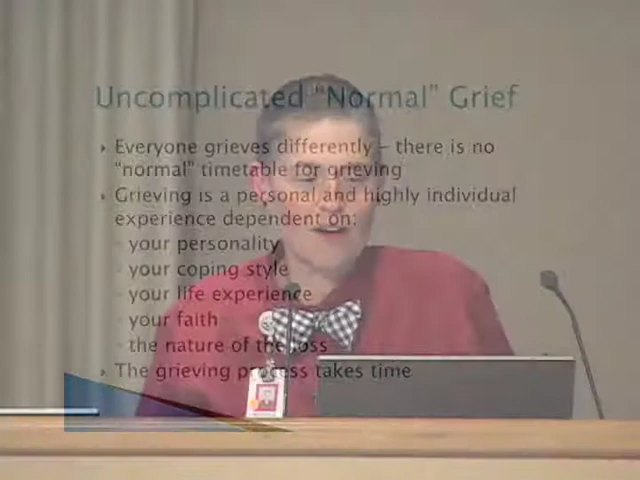 Uncomplicated “Normal” Grief
Everyone grieves differently – there is no
“normal” timetable for grieving
Grieving is a personal and highly individual
experience dependent on:
your personality
your coping style
your life experience
your faith
the nature of the loss
The grieving process takes time